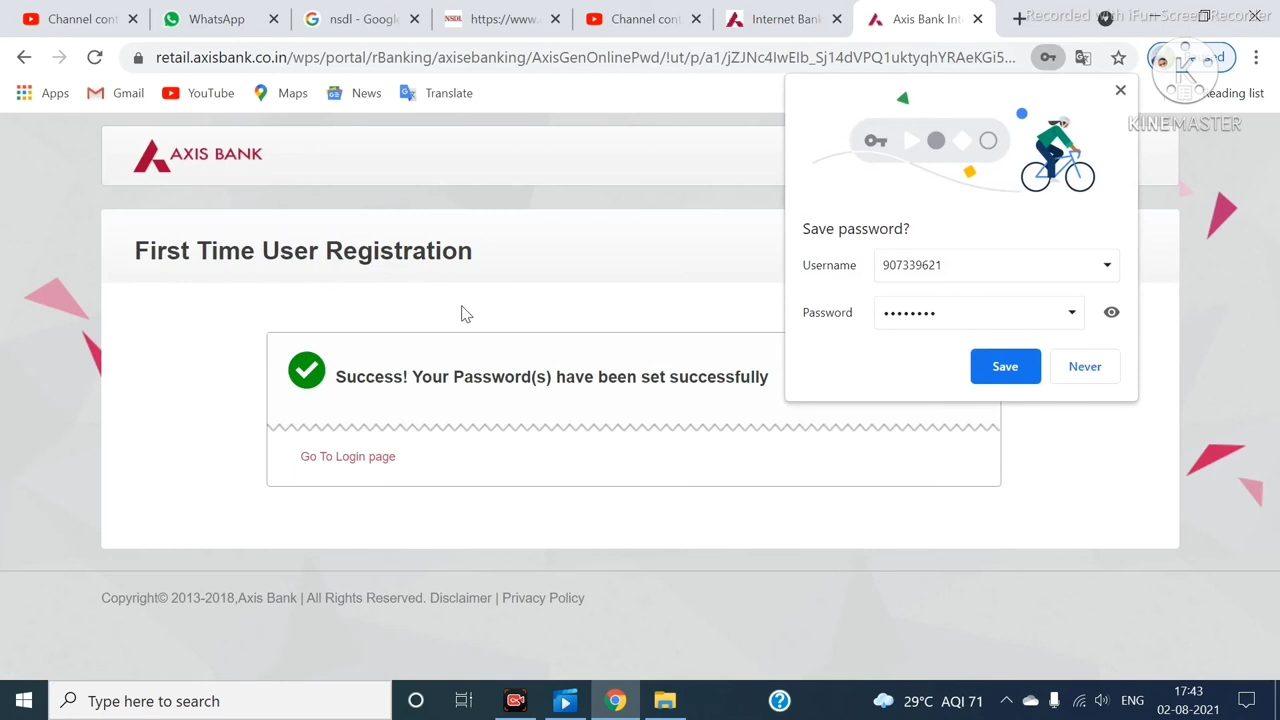 Channel cont
WhatsApp
nsdl - Google
NSDL https://www.
Channel cont
Internet Bank
Axis Bank Int
Recorded with iFun Screen Recorder
retail.axisbank.co.in/wps/portal/rBanking/axisebanking/AxisGenOnlinePwd/!ut/p/a1/jZJNc4IwEIb_Sj14dVPQ1uktyqhYRAeKGi5...
Apps
Gmail
YouTube
Maps
News
Translate
Reading list
KINEMASTER
AXIS BANK
First Time User Registration
Save password?
Username 907339621
Password ••••••••
Save Never
Success! Your Password(s) have been set successfully
Go To Login page
Copyright© 2013-2018,Axis Bank | All Rights Reserved. Disclaimer | Privacy Policy
Type here to search
29°C AQI 71
ENG
17:43
02-08-2021